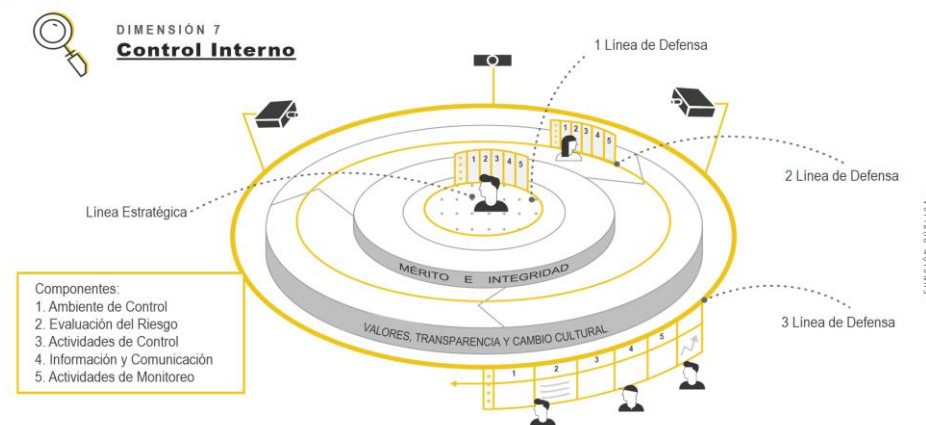 DIMENSIÓN 7
Control Interno
1 Línea de Defensa
1 2 3 4 5
1 2 3 4 5
2 Línea de Defensa
Línea Estratégica
MÉRITO E INTEGRIDAD
VALORES, TRANSPARENCIA Y CAMBIO CULTURAL
3 Línea de Defensa
1 2 3 4 5
Componentes:
1. Ambiente de Control
2. Evaluación del Riesgo
3. Actividades de Control
4. Información y Comunicación
5. Actividades de Monitoreo
FUNCIÓN PÚBLICA